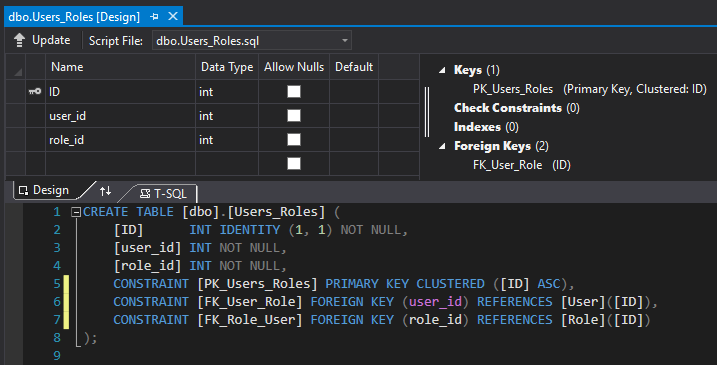 dbo.Users_Roles [Design]
Update Script File: dbo.Users_Roles.sql
Name Data Type Allow Nulls Default
ID int
user_id int
role_id int
Keys (1)
PK_Users_Roles (Primary Key, Clustered: ID)
Check Constraints (0)
Indexes (0)
Foreign Keys (2)
FK_User_Role (ID)
Design T-SQL
1 CREATE TABLE [dbo].[Users_Roles] (
2 [ID] INT IDENTITY (1, 1) NOT NULL,
3 [user_id] INT NOT NULL,
4 [role_id] INT NOT NULL,
5 CONSTRAINT [PK_Users_Roles] PRIMARY KEY CLUSTERED ([ID] ASC),
6 CONSTRAINT [FK_User_Role] FOREIGN KEY (user_id) REFERENCES [User]([ID]),
7 CONSTRAINT [FK_Role_User] FOREIGN KEY (role_id) REFERENCES [Role]([ID])
8 );
9